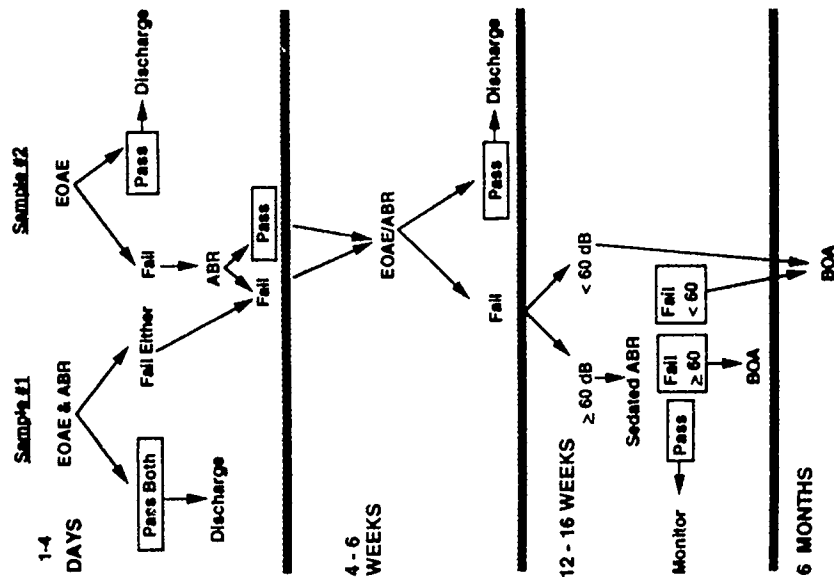 Sample #1
Sample #2
1-4
DAYS
EOAE & ABR
EOAE
Pass Both
Fail Either
Fail
Pass
Discharge
Discharge
ABR
Fail
Pass
4 - 6
WEEKS
EOAE/ABR
Fail
Pass
Discharge
12 - 16 WEEKS
≥ 60 dB
< 60 dB
Sedated ABR
Monitor
Pass
Fail
≥ 60
Fail
< 60
BOA
6 MONTHS
BOA